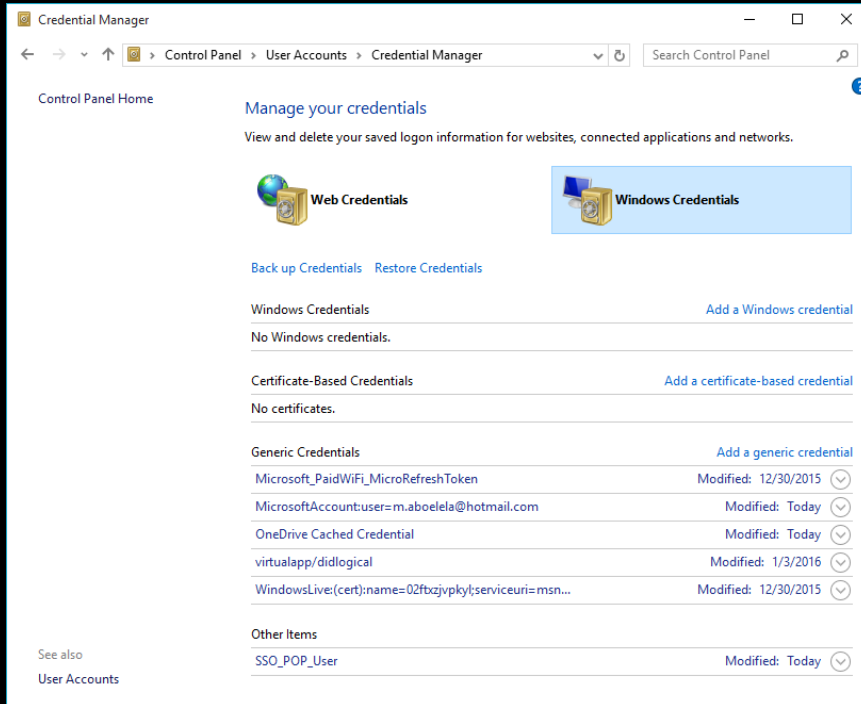 Credential Manager
Control Panel > User Accounts > Credential Manager
Search Control Panel
Control Panel Home
Manage your credentials
View and delete your saved logon information for websites, connected applications and networks.
Web Credentials
Windows Credentials
Back up Credentials Restore Credentials
Windows Credentials Add a Windows credential
No Windows credentials.
Certificate-Based Credentials Add a certificate-based credential
No certificates.
Generic Credentials Add a generic credential
Microsoft_PaidWiFi_MicroRefreshToken Modified: 12/30/2015
MicrosoftAccount:user=m.aboelela@hotmail.com Modified: Today
OneDrive Cached Credential Modified: Today
virtualapp/didlogical Modified: 1/3/2016
WindowsLive:(cert):name=02ftxzjvpkyl;serviceuri=msn... Modified: 12/30/2015
Other Items
SSO_POP_User Modified: Today
See also
User Accounts